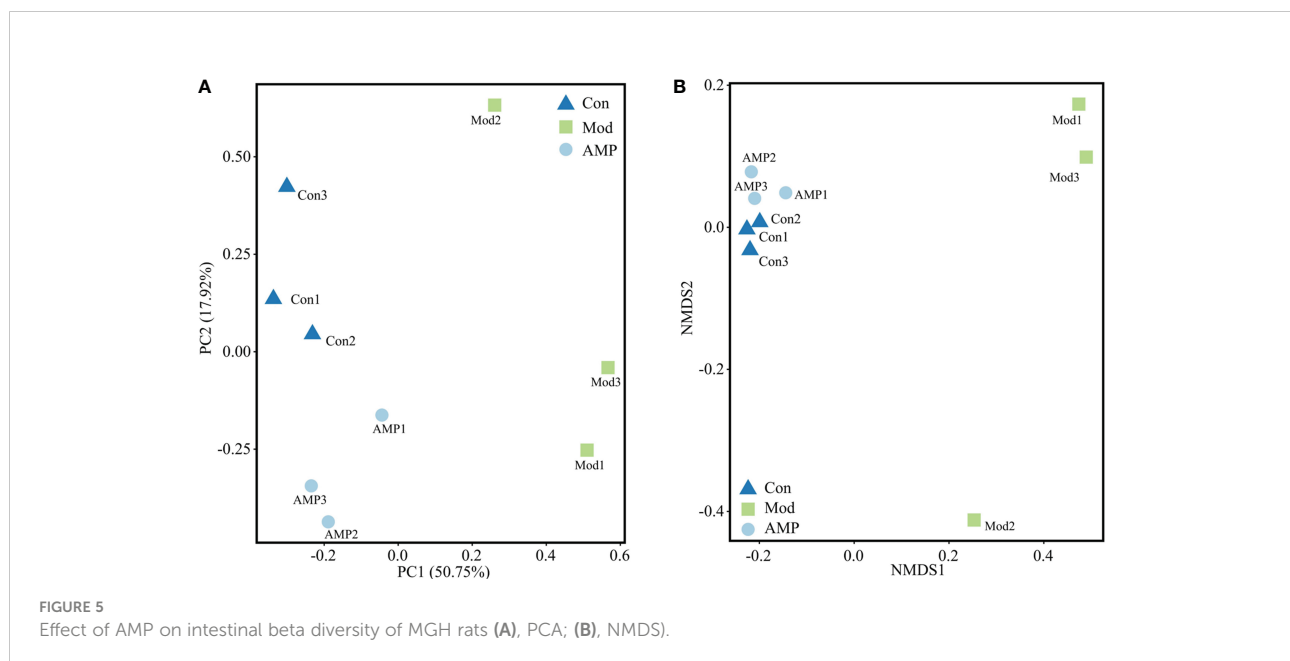 A
Con
Mod
AMP
Mod2
Con3
Con1
Con2
Mod3
AMP1
Mod1
AMP3
AMP2
0.50
0.25
0.00
-0.25
PC2 (17.92%)
-0.2
0.0
0.2
0.4
0.6
PC1 (50.75%)
B
0.2
0.0
-0.2
-0.4
NMDS2
Mod1
Mod3
AMP2
AMP3
AMP1
Con2
Con1
Con3
Con
Mod
AMP
Mod2
-0.2
0.0
0.2
0.4
NMDS1
FIGURE 5
Effect of AMP on intestinal beta diversity of MGH rats (A), PCA; (B), NMDS).